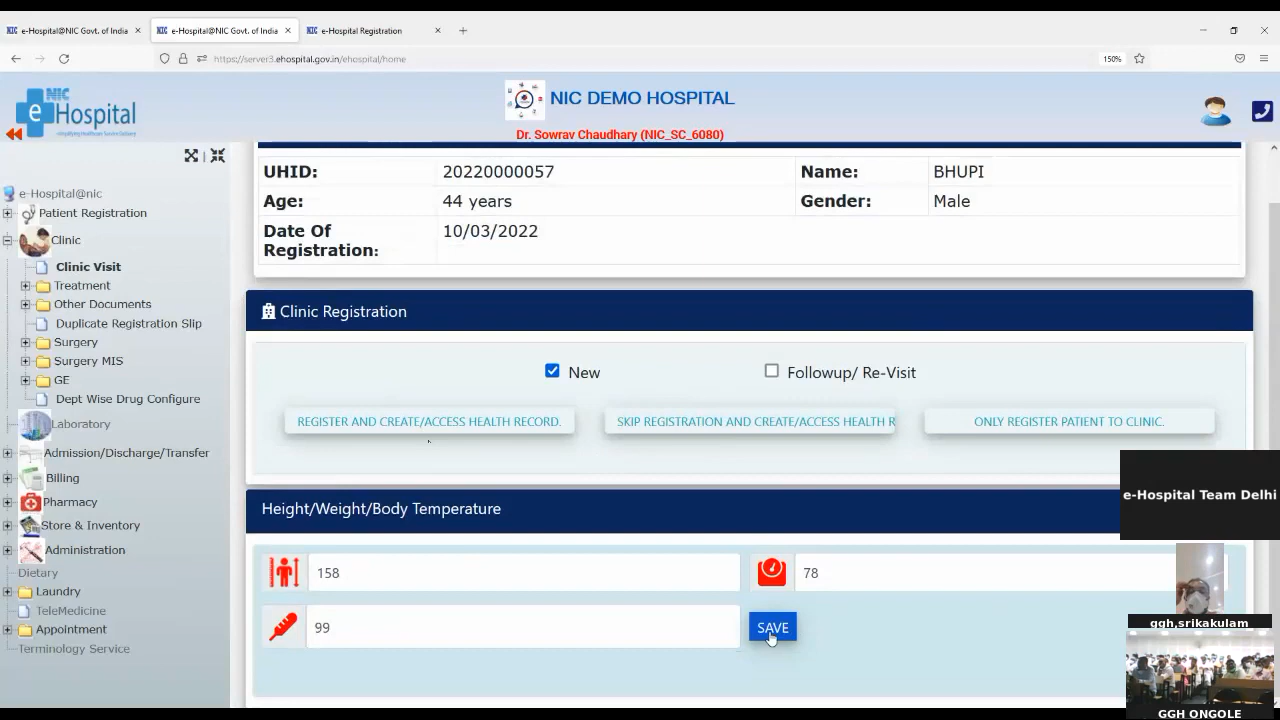 e-Hospital@NIC Govt. of India
e-Hospital@NIC Govt. of India
e-Hospital Registration
https://server3.ehospital.gov.in/ehospital/home
150%
NIC
eHospital
NIC DEMO HOSPITAL
Dr. Sowrav Chaudhary (NIC_SC_6080)
e-Hospital@nic
Patient Registration
Clinic
Clinic Visit
Treatment
Other Documents
Duplicate Registration Slip
Surgery
Surgery MIS
GE
Dept Wise Drug Configure
Laboratory
Admission/Discharge/Transfer
Billing
Pharmacy
Store & Inventory
Administration
Dietary
Laundry
TeleMedicine
Appointment
Terminology Service
UHID: 20220000057 Name: BHUPI
Age: 44 years Gender: Male
Date Of Registration: 10/03/2022
Clinic Registration
New Followup/ Re-Visit
REGISTER AND CREATE/ACCESS HEALTH RECORD. SKIP REGISTRATION AND CREATE/ACCESS HEALTH R ONLY REGISTER PATIENT TO CLINIC.
Height/Weight/Body Temperature
158 78
99 SAVE
e-Hospital Team Delhi
ggh,srikakulam
GGH ONGOLE